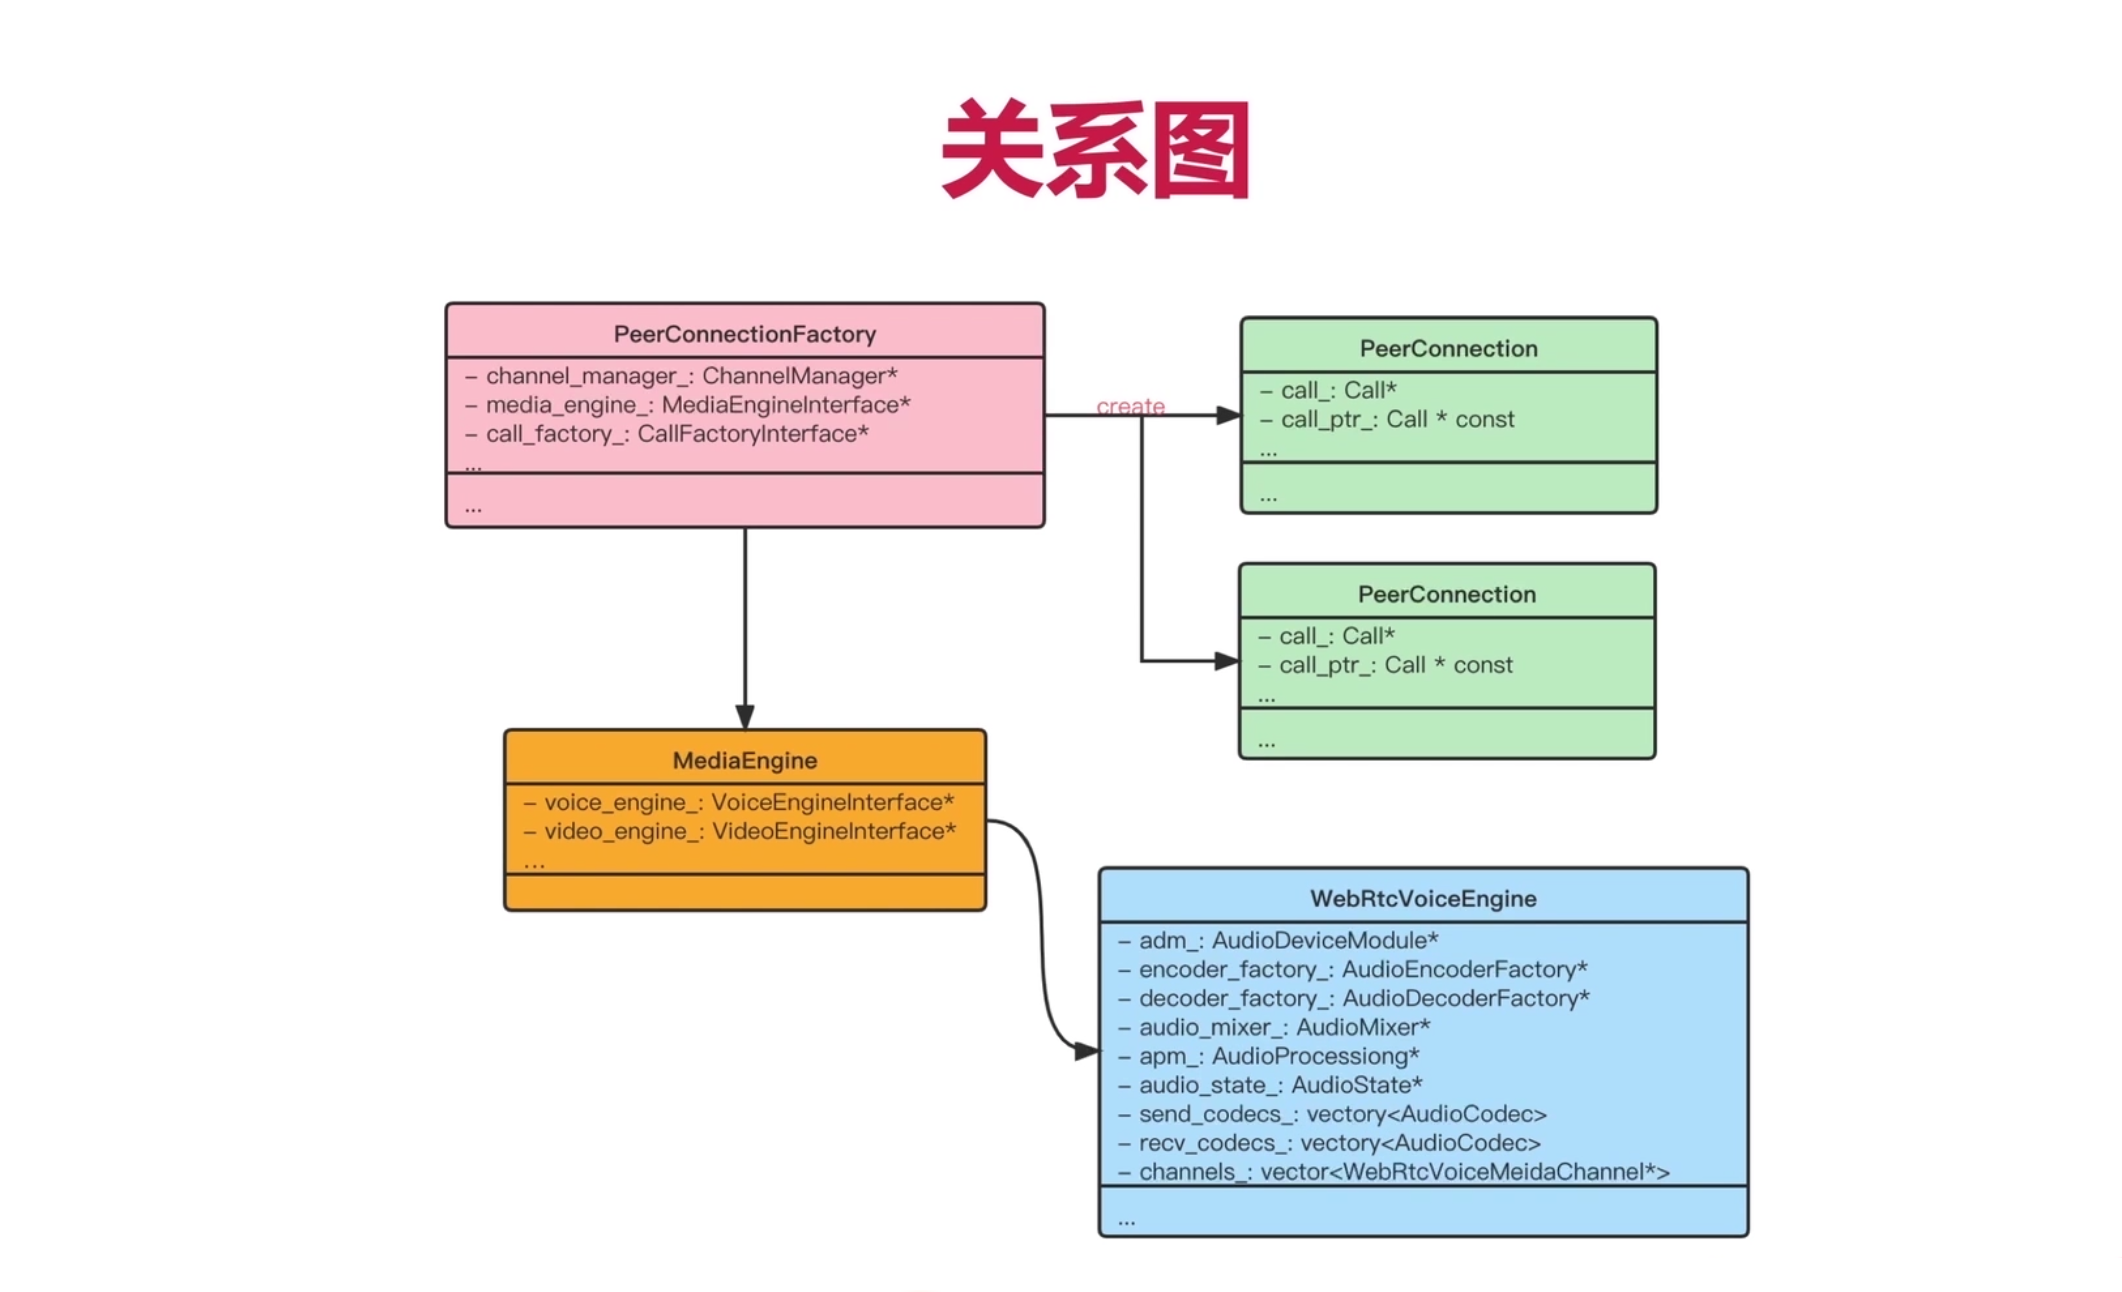 关系图
PeerConnectionFactory
– channel_manager_: ChannelManager*
– media_engine_: MediaEngineInterface*
– call_factory_: CallFactoryInterface*
...
...
create
PeerConnection
– call_: Call*
– call_ptr_: Call * const
...
...
PeerConnection
– call_: Call*
– call_ptr_: Call * const
...
...
MediaEngine
– voice_engine_: VoiceEngineInterface*
– video_engine_: VideoEngineInterface*
...
WebRtcVoiceEngine
– adm_: AudioDeviceModule*
– encoder_factory_: AudioEncoderFactory*
– decoder_factory_: AudioDecoderFactory*
– audio_mixer_: AudioMixer*
– apm_: AudioProcessiong*
– audio_state_: AudioState*
– send_codecs_: vectory<AudioCodec>
– recv_codecs_: vectory<AudioCodec>
– channels_: vector<WebRtcVoiceMeidaChannel*>
...